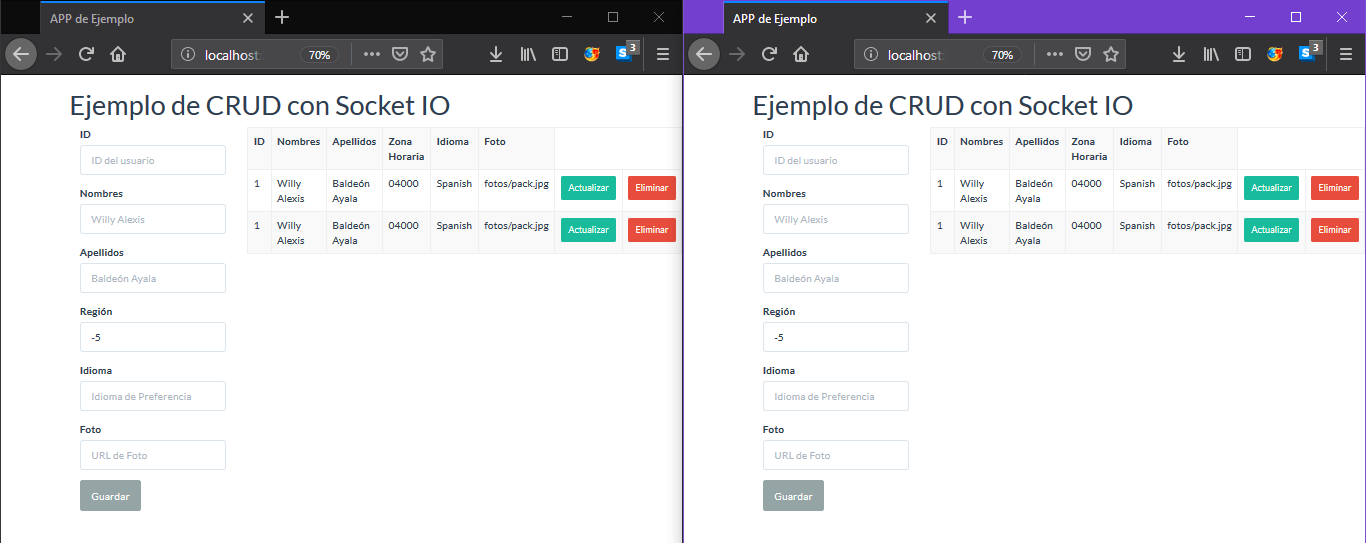 APP de Ejemplo
localhost:
70%
3
Ejemplo de CRUD con Socket IO
ID
ID del usuario
Nombres
Willy Alexis
Apellidos
Baldeón Ayala
Región
-5
Idioma
Idioma de Preferencia
Foto
URL de Foto
Guardar
ID Nombres Apellidos Zona Horaria Idioma Foto
1 Willy Alexis Baldeón Ayala 04000 Spanish fotos/pack.jpg Actualizar Eliminar
1 Willy Alexis Baldeón Ayala 04000 Spanish fotos/pack.jpg Actualizar Eliminar
APP de Ejemplo
localhost:
70%
3
Ejemplo de CRUD con Socket IO
ID
ID del usuario
Nombres
Willy Alexis
Apellidos
Baldeón Ayala
Región
-5
Idioma
Idioma de Preferencia
Foto
URL de Foto
Guardar
ID Nombres Apellidos Zona Horaria Idioma Foto
1 Willy Alexis Baldeón Ayala 04000 Spanish fotos/pack.jpg Actualizar Eliminar
1 Willy Alexis Baldeón Ayala 04000 Spanish fotos/pack.jpg Actualizar Eliminar